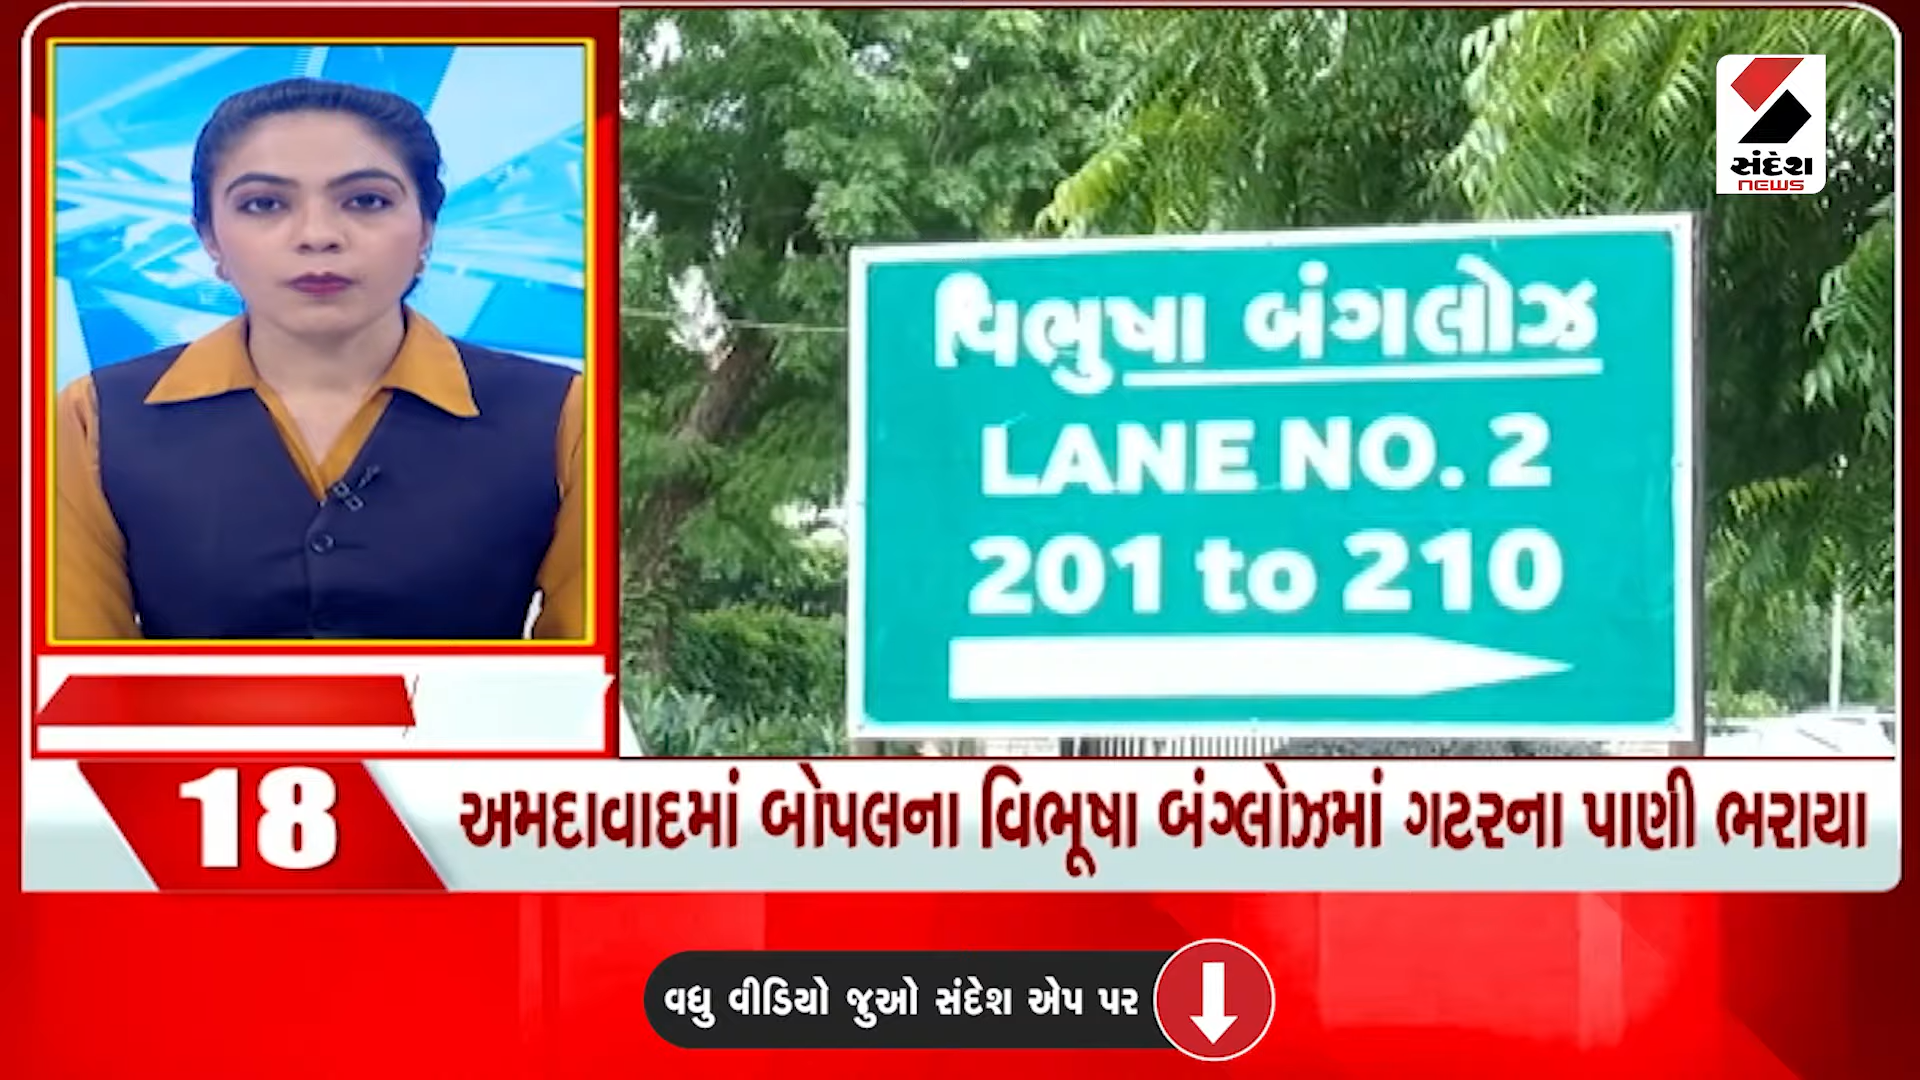 સંદેશ
NEWS
વિભુષા બંગલોઝ
LANE NO. 2
201 to 210
18 અમદાવાદમાં બોપલના વિભૂષા બંગ્લોઝમાં ગટરના પાણી ભરાયા
વધુ વીડિયો જુઓ સંદેશ એપ પર